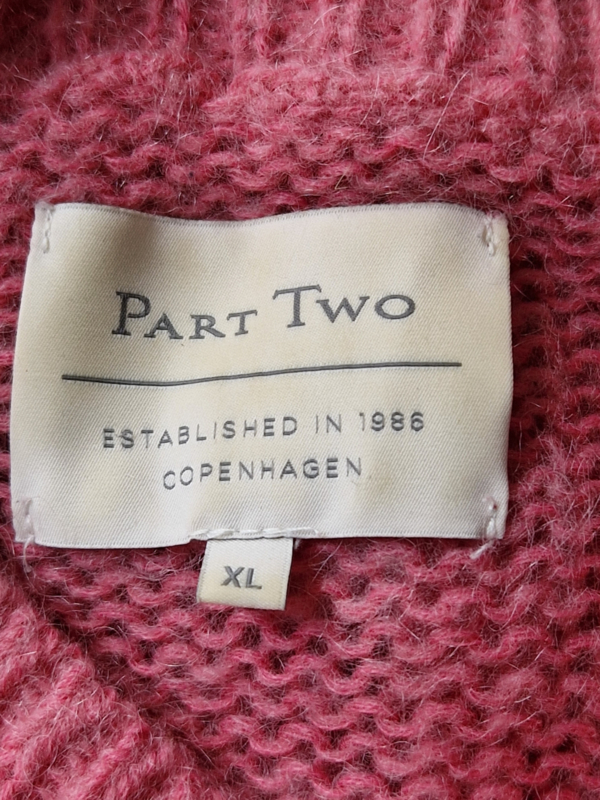 PART TWO
ESTABLISHED IN 1986
COPENHAGEN
XL